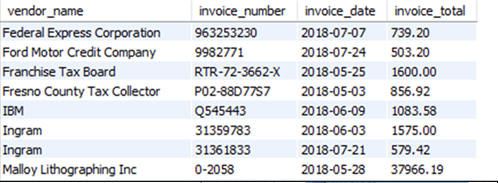 vendor_name invoice_number invoice_date invoice_total
Federal Express Corporation 963253230 2018-07-07 739.20
Ford Motor Credit Company 9982771 2018-07-24 503.20
Franchise Tax Board RTR-72-3662-X 2018-05-25 1600.00
Fresno County Tax Collector P02-88D77S7 2018-05-03 856.92
IBM Q545443 2018-06-09 1083.58
Ingram 31359783 2018-06-03 1575.00
Ingram 31361833 2018-07-21 579.42
Malloy Lithographing Inc 0-2058 2018-05-28 37966.19